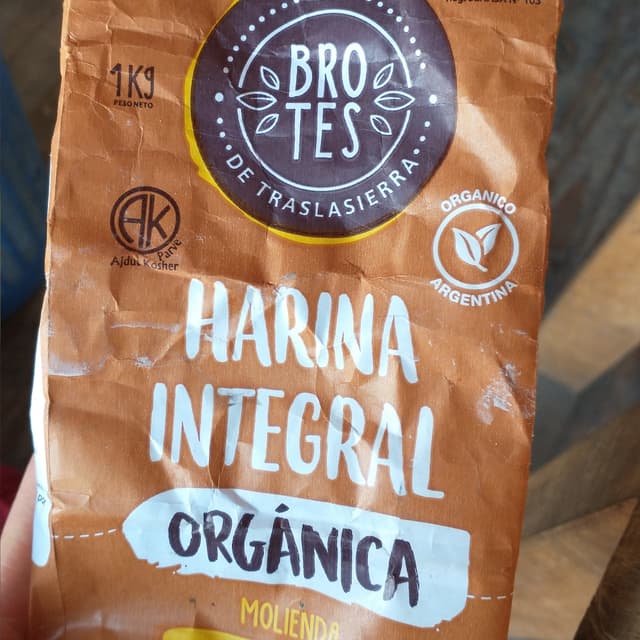 1Kg
PESO NETO
BRO
TES
DE TRASLASIERRA
AK
Parve
Ajdut Kosher
ORGANICO
ARGENTINA
HARINA
INTEGRAL
ORGÁNICA
MOLIENDA